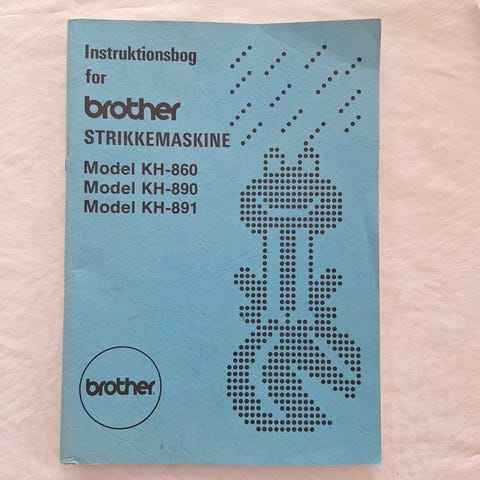 Instruktionsbog
for
brother
STRIKKEMASKINE
Model KH-860
Model KH-890
Model KH-891
brother